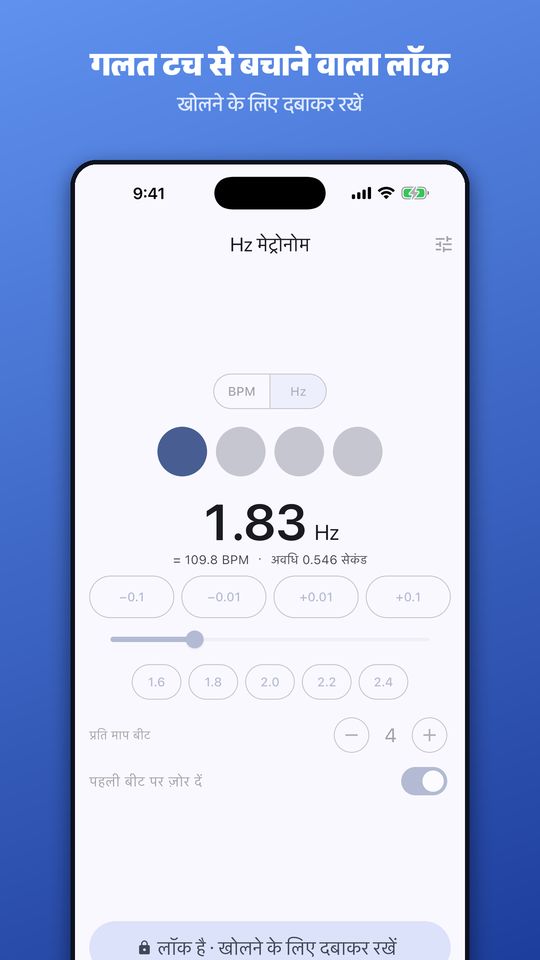 गलत टच से बचाने वाला लॉक
खोलने के लिए दबाकर रखें
9:41
Hz मेट्रोनोम
BPM Hz
1.83 Hz
= 109.8 BPM · अवधि 0.546 सेकंड
−0.1 −0.01 +0.01 +0.1
1.6 1.8 2.0 2.2 2.4
प्रति माप बीट − 4 +
पहली बीट पर ज़ोर दें
लॉक है · खोलने के लिए दबाकर रखें